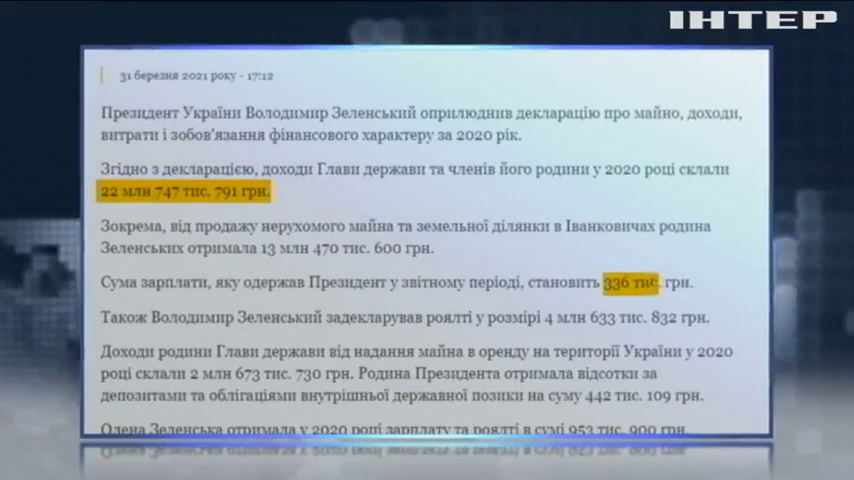 ІНТЕР
31 березня 2021 року - 17:12
Президент України Володимир Зеленський оприлюднив декларацію про майно, доходи,
витрати і зобов'язання фінансового характеру за 2020 рік.
Згідно з декларацією, доходи Глави держави та членів його родини у 2020 році склали
22 млн 747 тис. 791 грн.
Зокрема, від продажу нерухомого майна та земельної ділянки в Іванковичах родина
Зеленських отримала 13 млн 470 тис. 600 грн.
Сума зарплати, яку одержав Президент у звітному періоді, становить 336 тис. грн.
Також Володимир Зеленський задекларував роялті у розмірі 4 млн 633 тис. 832 грн.
Доходи родини Глави держави від надання майна в оренду на території України у 2020
році склали 2 млн 673 тис. 730 грн. Родина Президента отримала відсотки за
депозитами та облігаціями внутрішньої державної позики на суму 442 тис. 109 грн.
Олена Зеленська отримала у 2020 році зарплату та роялті в сумі 953 тис. 900 грн.